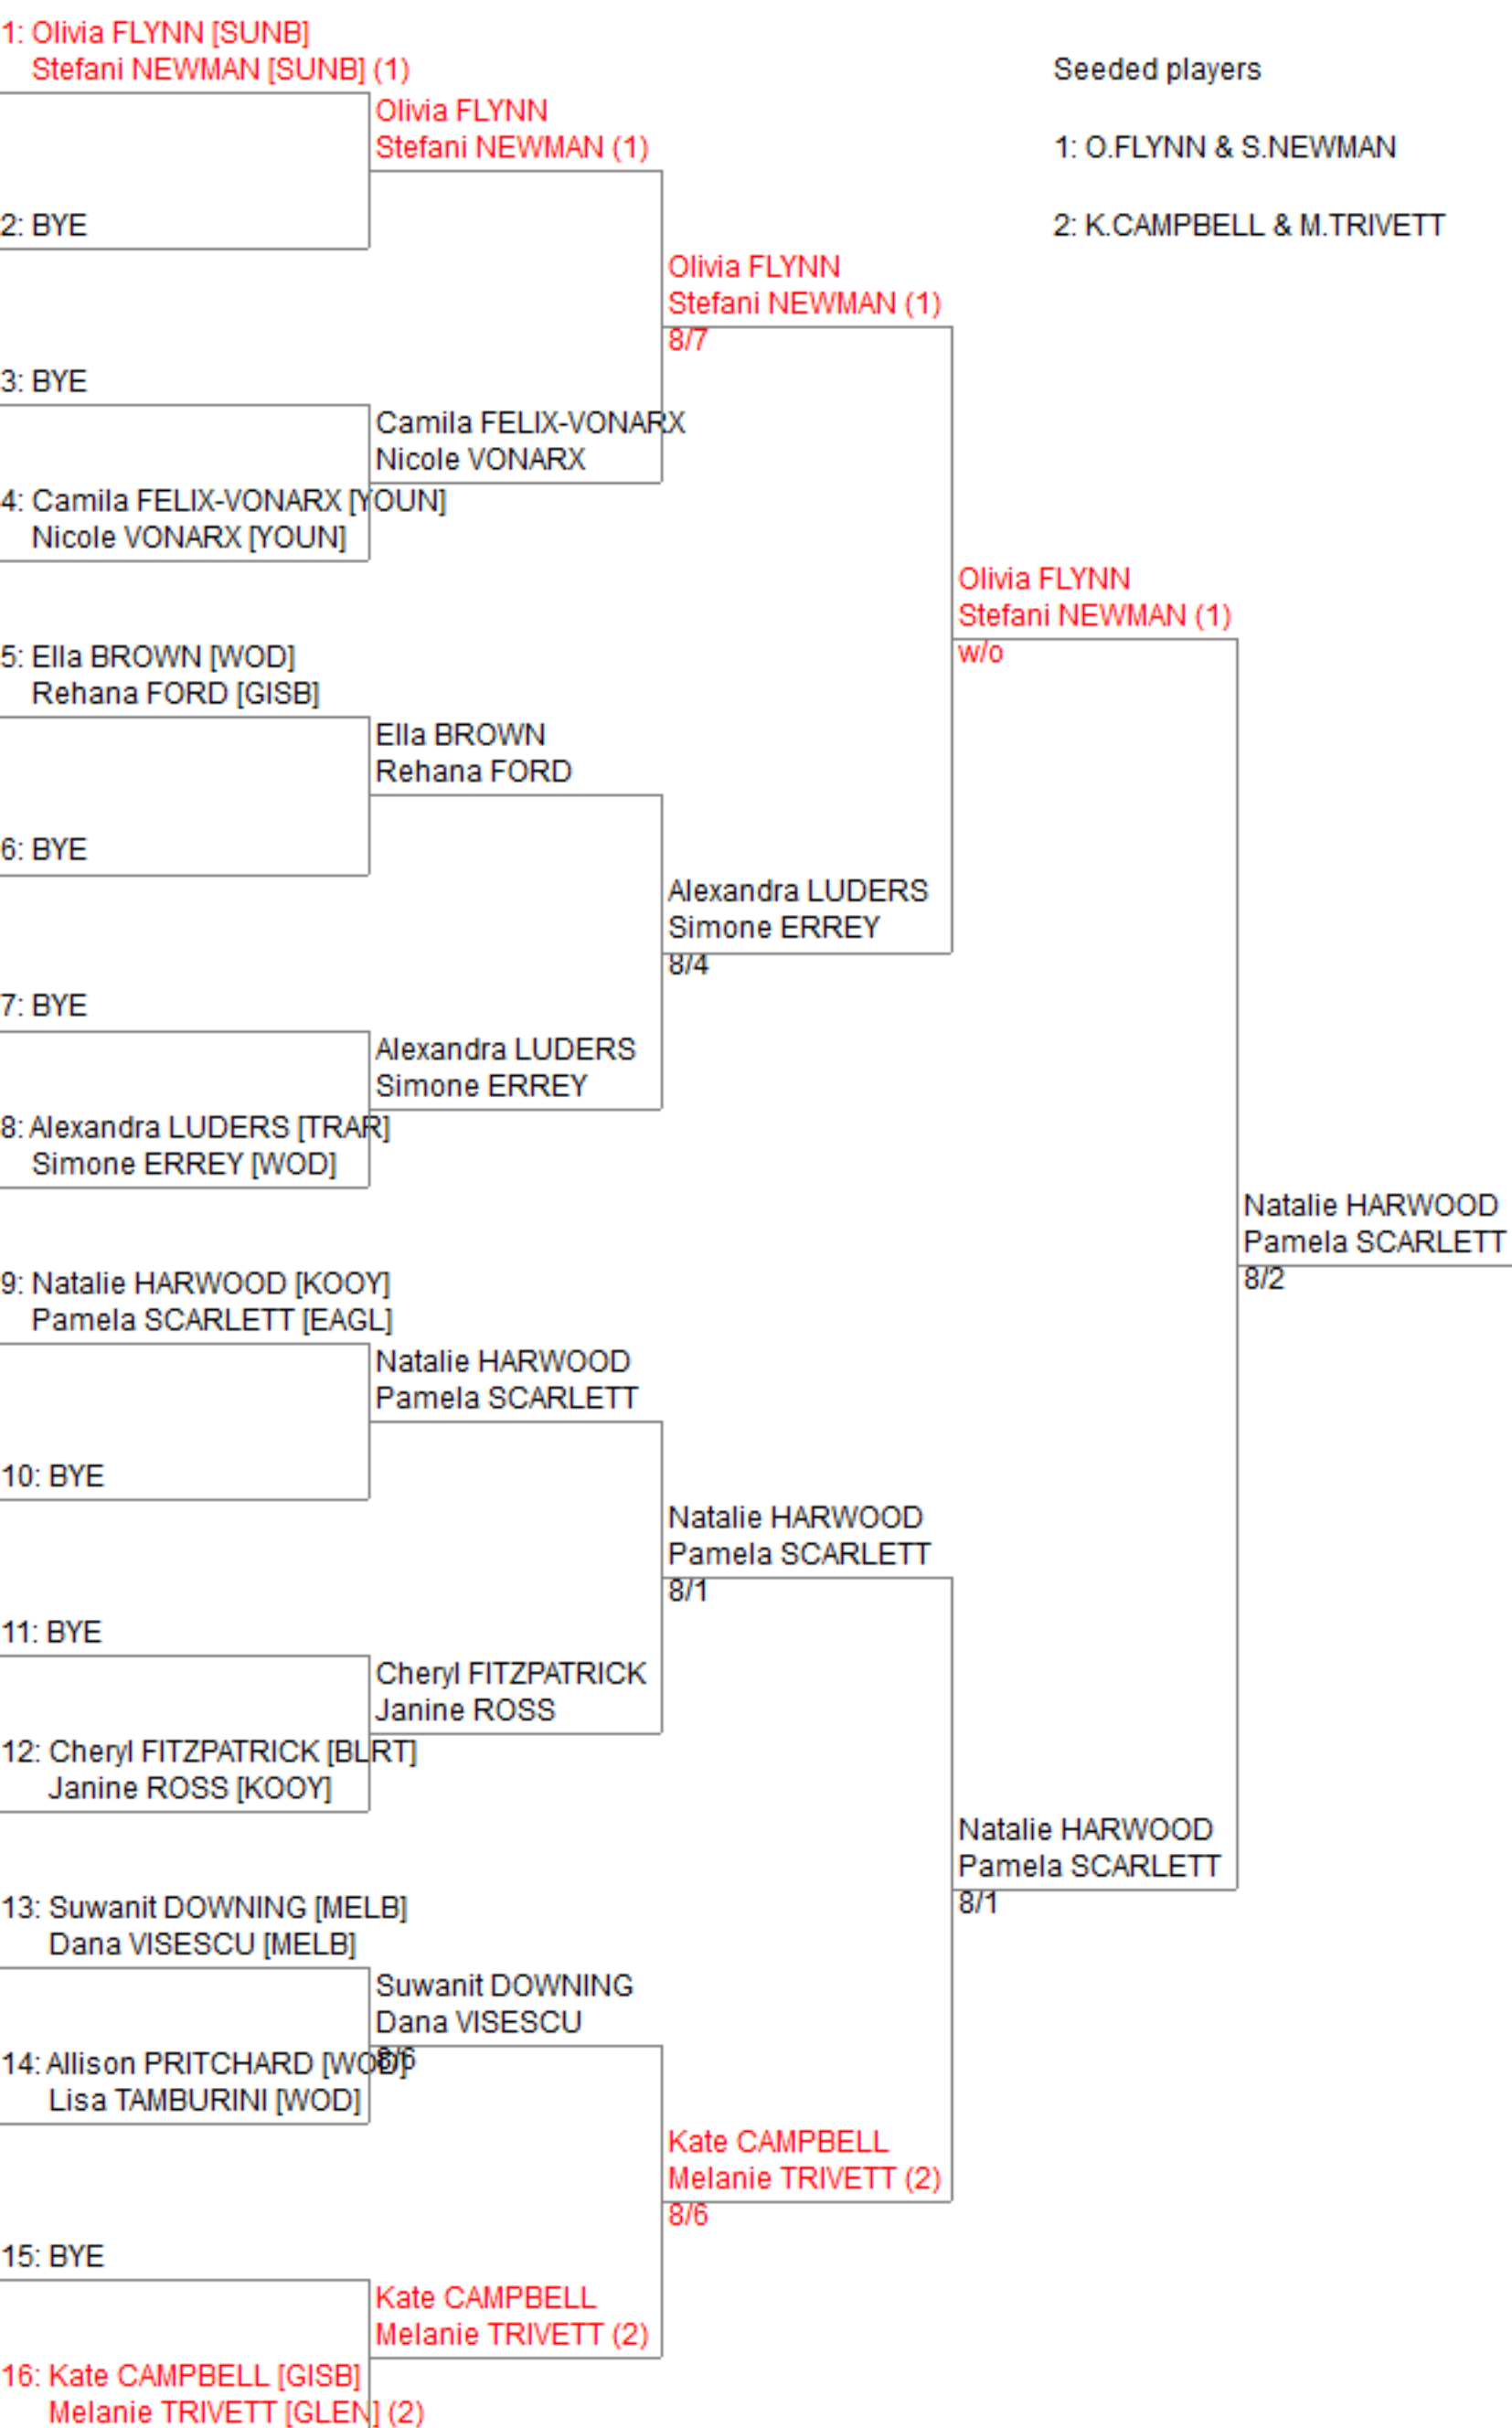 1: Olivia FLYNN [SUNB]
Stefani NEWMAN [SUNB] (1)
Seeded players
Olivia FLYNN
Stefani NEWMAN (1)
1: O.FLYNN & S.NEWMAN
2: BYE
2: K.CAMPBELL & M.TRIVETT
Olivia FLYNN
Stefani NEWMAN (1)
8/7
3: BYE
Camila FELIX-VONARX
Nicole VONARX
4: Camila FELIX-VONARX [YOUN]
Nicole VONARX [YOUN]
Olivia FLYNN
Stefani NEWMAN (1)
w/o
5: Ella BROWN [WOD]
Rehana FORD [GISB]
Ella BROWN
Rehana FORD
6: BYE
Alexandra LUDERS
Simone ERREY
8/4
7: BYE
Alexandra LUDERS
Simone ERREY
8: Alexandra LUDERS [TRAR]
Simone ERREY [WOD]
Natalie HARWOOD
Pamela SCARLETT
8/2
9: Natalie HARWOOD [KOOY]
Pamela SCARLETT [EAGL]
Natalie HARWOOD
Pamela SCARLETT
10: BYE
Natalie HARWOOD
Pamela SCARLETT
8/1
11: BYE
Cheryl FITZPATRICK
Janine ROSS
12: Cheryl FITZPATRICK [BLRT]
Janine ROSS [KOOY]
Natalie HARWOOD
Pamela SCARLETT
8/1
13: Suwanit DOWNING [MELB]
Dana VISESCU [MELB]
Suwanit DOWNING
Dana VISESCU
8/6
14: Allison PRITCHARD [WOD]
Lisa TAMBURINI [WOD]
Kate CAMPBELL
Melanie TRIVETT (2)
8/6
15: BYE
Kate CAMPBELL
Melanie TRIVETT (2)
16: Kate CAMPBELL [GISB]
Melanie TRIVETT [GLEN] (2)